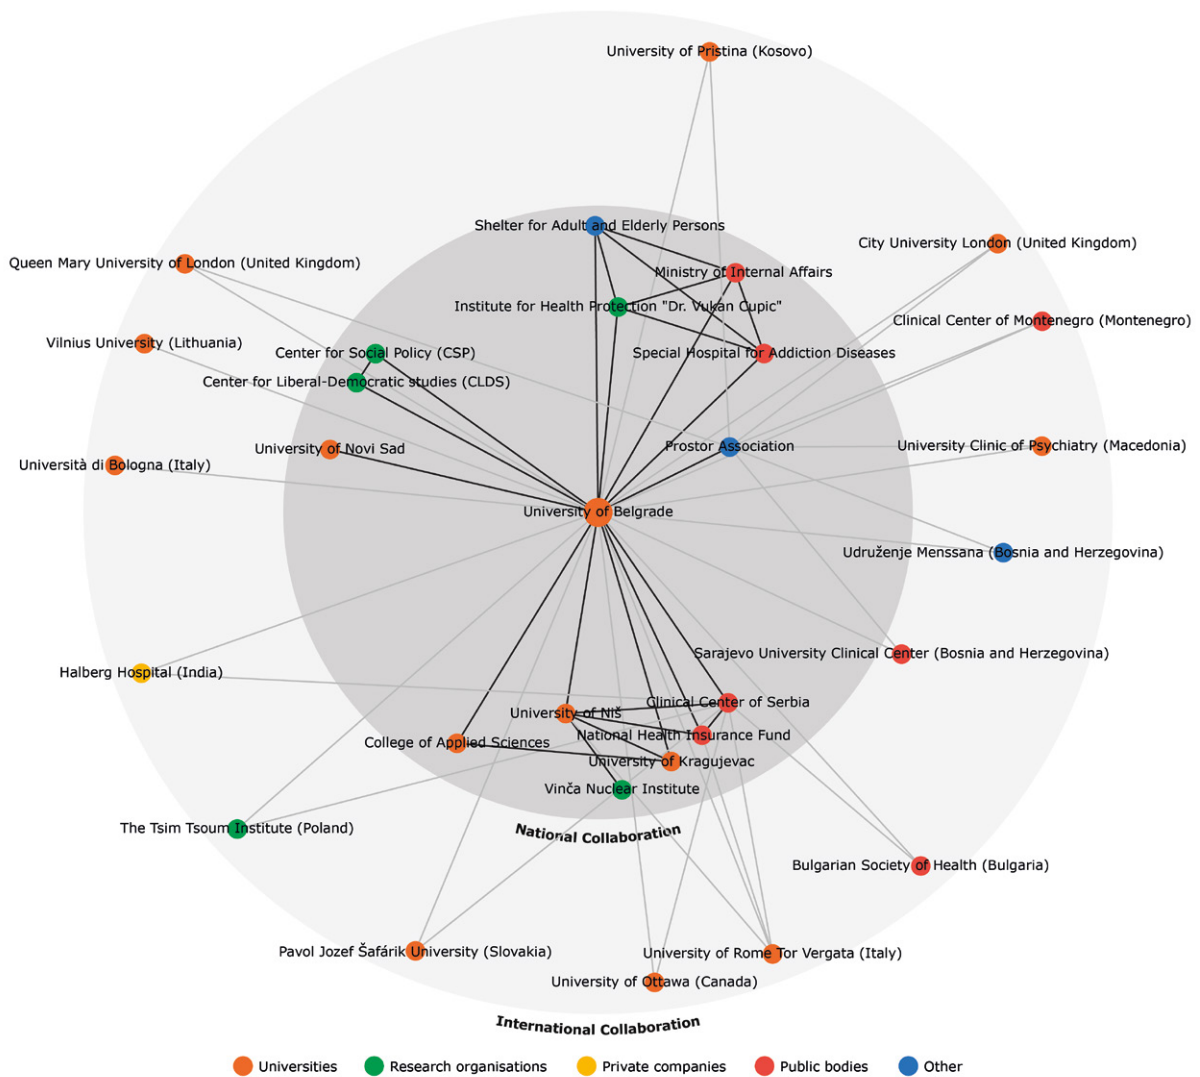 University of Pristina (Kosovo)
Shelter for Adult and Elderly Persons
City University London (United Kingdom)
Queen Mary University of London (United Kingdom)
Ministry of Internal Affairs
Institute for Health Protection "Dr. Vukan Cupic"
Clinical Center of Montenegro (Montenegro)
Vilnius University (Lithuania)
Center for Social Policy (CSP)
Special Hospital for Addiction Diseases
Center for Liberal-Democratic studies (CLDS)
University of Novi Sad
Prostor Association
University Clinic of Psychiatry (Macedonia)
Università di Bologna (Italy)
University of Belgrade
Udruženje Menssana (Bosnia and Herzegovina)
Sarajevo University Clinical Center (Bosnia and Herzegovina)
Halberg Hospital (India)
Clinical Center of Serbia
University of Niš
National Health Insurance Fund
College of Applied Sciences
University of Kragujevac
Vinča Nuclear Institute
The Tsim Tsoum Institute (Poland)
National Collaboration
Bulgarian Society of Health (Bulgaria)
Pavol Jozef Šafárik University (Slovakia)
University of Rome Tor Vergata (Italy)
University of Ottawa (Canada)
International Collaboration
Universities
Research organisations
Private companies
Public bodies
Other